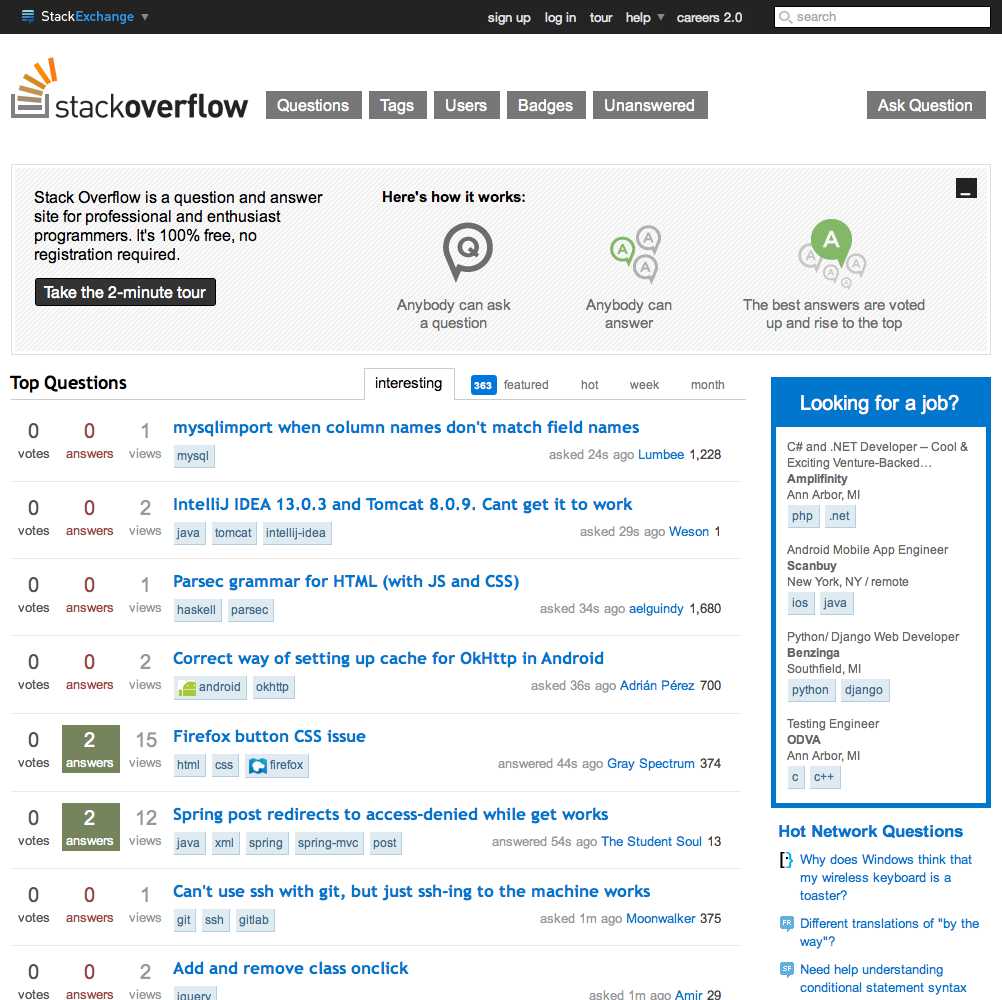 StackExchange ▼ sign up log in tour help ▼ careers 2.0 search
stackoverflow Questions Tags Users Badges Unanswered Ask Question
Stack Overflow is a question and answer
site for professional and enthusiast
programmers. It's 100% free, no
registration required.
Take the 2-minute tour
Here's how it works:
Q
A
A
A
A
A
A
A
A
Anybody can ask
a question
Anybody can
answer
The best answers are voted
up and rise to the top
Top Questions interesting 363 featured hot week month
0 votes 0 answers 1 views
mysqlimport when column names don't match field names
mysql
asked 24s ago Lumbee 1,228
0 votes 0 answers 2 views
IntelliJ IDEA 13.0.3 and Tomcat 8.0.9. Cant get it to work
java tomcat intellij-idea
asked 29s ago Weson 1
0 votes 0 answers 1 views
Parsec grammar for HTML (with JS and CSS)
haskell parsec
asked 34s ago aelguindy 1,680
0 votes 0 answers 2 views
Correct way of setting up cache for OkHttp in Android
android okhttp
asked 36s ago Adrián Pérez 700
0 votes 2 answers 15 views
Firefox button CSS issue
html css firefox
answered 44s ago Gray Spectrum 374
0 votes 2 answers 12 views
Spring post redirects to access-denied while get works
java xml spring spring-mvc post
answered 54s ago The Student Soul 13
0 votes 0 answers 1 views
Can't use ssh with git, but just ssh-ing to the machine works
git ssh gitlab
asked 1m ago Moonwalker 375
0 votes 0 answers 2 views
Add and remove class onclick
jquery
asked 1m ago Amir 29
Looking for a job?
C# and .NET Developer – Cool &
Exciting Venture-Backed…
Amplifinity
Ann Arbor, MI
php .net
Android Mobile App Engineer
Scanbuy
New York, NY / remote
ios java
Python/ Django Web Developer
Benzinga
Southfield, MI
python django
Testing Engineer
ODVA
Ann Arbor, MI
c c++
Hot Network Questions
Why does Windows think that
my wireless keyboard is a
toaster?
FR Different translations of "by the
way"?
SF Need help understanding
conditional statement syntax